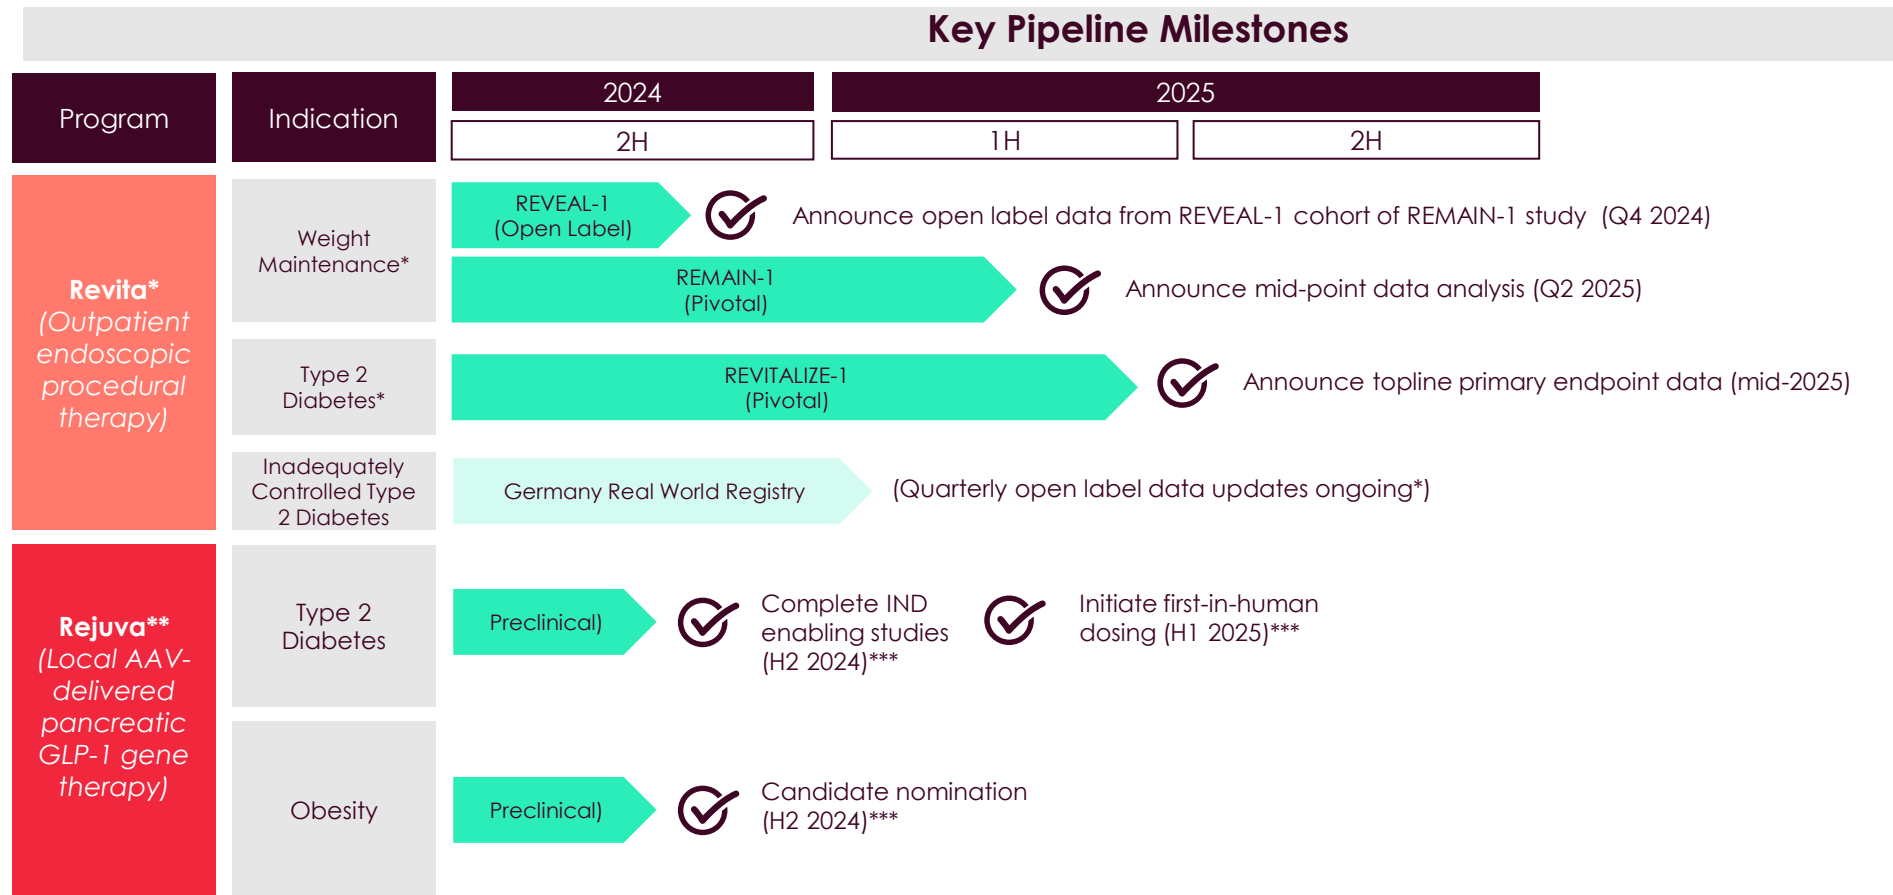 Key Pipeline Milestones
Program
Indication
2024
2025
2H
1H
2H
Revita*
(Outpatient
endoscopic
procedural
therapy)
Weight
Maintenance*
REVEAL-1
(Open Label)
Announce open label data from REVEAL-1 cohort of REMAIN-1 study (Q4 2024)
REMAIN-1
(Pivotal)
Announce mid-point data analysis (Q2 2025)
Type 2
Diabetes*
REVITALIZE-1
(Pivotal)
Announce topline primary endpoint data (mid-2025)
Inadequately
Controlled Type
2 Diabetes
Germany Real World Registry
(Quarterly open label data updates ongoing*)
Rejuva**
(Local AAV-
delivered
pancreatic
GLP-1 gene
therapy)
Type 2
Diabetes
Preclinical)
Complete IND
enabling studies
(H2 2024)***
Initiate first-in-human
dosing (H1 2025)***
Obesity
Preclinical)
Candidate nomination
(H2 2024)***